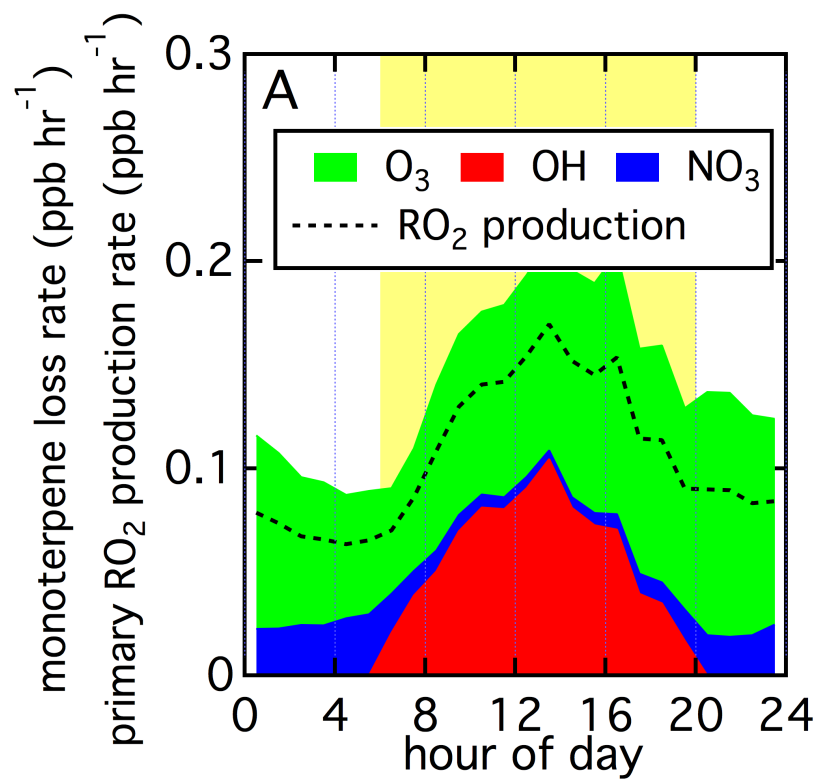 monoterpene loss rate (ppb hr⁻¹)
primary RO₂ production rate (ppb hr⁻¹)
0.3
0.2
0.1
0
A
O₃ OH NO₃
RO₂ production
0 4 8 12 16 20 24
hour of day